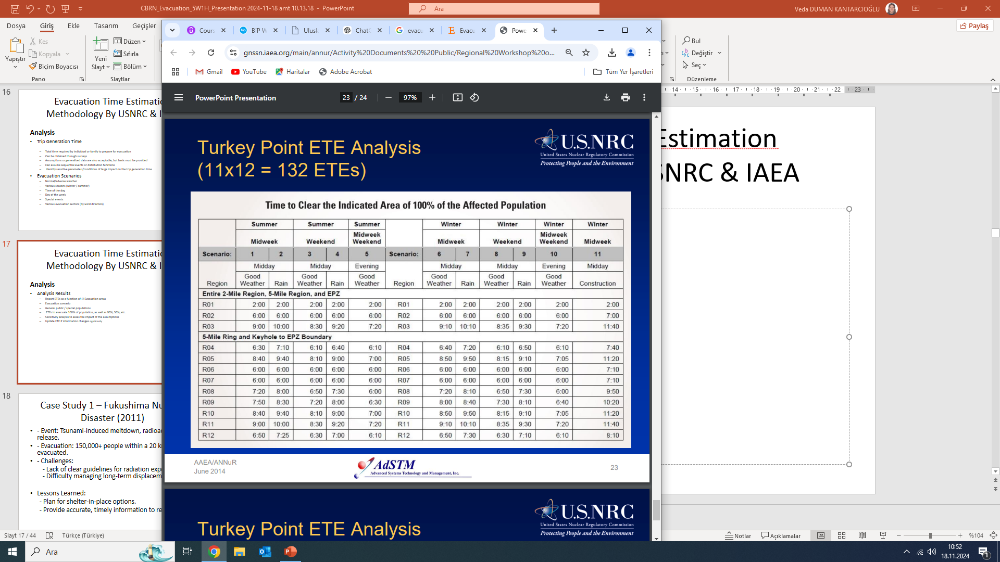 CBRN_Evacuation_5W1H_Presentation 2024-11-18 amt 10.13.18 - PowerPoint
Ara
Veda DUMAN KANTARCIOĞLU
Dosya Giriş Ekle Tasarım Geçişler
Paylaş
Yapıştır
Kes
Kopyala
Biçim Boyacısı
Pano
Yeni
Slayt
Düzen
Sıfırla
Bölüm
Slaytlar
Bul
Değiştir
Seç
Düzenleme
16
Evacuation Time Estimatio
Methodology By USNRC & I
Analysis
• Trip Generation Time
– Total time required by individual or family to prepare for evacuation
– Can be obtained through surveys
– Assumptions or generalized data are also acceptable, but basis must be provided
– Can assume sequential events or distribution functions
– Identify sensitive parameters/conditions of large impact on the trip generation time
• Evacuation Scenarios
– Normal/adverse weather
– Various seasons (winter / summer)
– Time of the day
– Day of the week
– Special events
– Various evacuation sectors (by wind direction)
17
Evacuation Time Estimatio
Methodology By USNRC & I
Analysis
• Analysis Results
– Report ETEs as a function of: Evacuation areas
– Evacuation scenario
– General public / special populations
– ETEs to evacuate 100% of population, as well as 90%, 50%, etc.
– Sensitivity analysis to asses the impact of the assumptions
– Update ETE if information changes significantly
18
Case Study 1 – Fukushima Nu
Disaster (2011)
• - Event: Tsunami-induced meltdown, radioac
release.
• - Evacuation: 150,000+ people within a 20 k
evacuated.
• - Challenges:
- Lack of clear guidelines for radiation exp
- Difficulty managing long-term displacem
• Lessons Learned:
- Plan for shelter-in-place options.
- Provide accurate, timely information to re
Cours BiP W Uluslа ChatG evacu Evacu Powe
gnssn.iaea.org/main/annur/Activity%20Documents%20%20Public/Regional%20Workshop%20o...
Gmail YouTube Haritalar Adobe Acrobat Tüm Yer İşaretleri
PowerPoint Presentation 23 / 24 97%
Turkey Point ETE Analysis
(11x12 = 132 ETEs)
U.S.NRC
United States Nuclear Regulatory Commission
Protecting People and the Environment
Time to Clear the Indicated Area of 100% of the Affected Population
Summer Summer Summer Winter Winter Winter Winter
Midweek Weekend Midweek Weekend Midweek Weekend Midweek Weekend Midweek
Scenario: 1 2 3 4 5 Scenario: 6 7 8 9 10 11
Midday Midday Evening Midday Midday Evening Midday
Region Good Weather Rain Good Weather Rain Good Weather Region Good Weather Rain Good Weather Rain Good Weather Construction
Entire 2-Mile Region, 5-Mile Region, and EPZ
R01 2:00 2:00 2:00 2:00 2:00 R01 2:00 2:00 2:00 2:00 2:00 2:00
R02 6:00 6:00 6:00 6:00 6:00 R02 6:00 6:00 6:00 6:00 6:00 7:00
R03 9:00 10:00 8:30 9:20 7:20 R03 9:10 10:10 8:35 9:30 7:20 11:40
5-Mile Ring and Keyhole to EPZ Boundary
R04 6:30 7:10 6:10 6:40 6:10 R04 6:40 7:20 6:10 6:50 6:10 7:40
R05 8:40 9:40 8:10 9:00 7:00 R05 8:50 9:50 8:15 9:10 7:05 11:20
R06 6:00 6:00 6:00 6:00 6:00 R06 6:00 6:00 6:00 6:00 6:00 7:10
R07 6:00 6:00 6:00 6:00 6:00 R07 6:00 6:00 6:00 6:00 6:00 7:10
R08 7:20 8:00 6:50 7:30 6:00 R08 7:20 8:10 6:50 7:30 6:00 9:50
R09 7:50 8:30 7:20 8:00 6:30 R09 8:00 8:40 7:30 8:10 6:40 10:20
R10 8:40 9:40 8:10 9:00 7:00 R10 8:50 9:50 8:15 9:10 7:05 11:20
R11 9:00 10:00 8:30 9:20 7:20 R11 9:10 10:10 8:35 9:30 7:20 11:40
R12 6:50 7:25 6:30 7:00 6:10 R12 6:50 7:30 6:30 7:10 6:10 8:10
AAEA/ANNuR
June 2014
AdSTM
Advanced Systems Technology and Management, Inc.
23
Turkey Point ETE Analysis
U.S.NRC
United States Nuclear Regulatory Commission
Protecting People and the Environment
14 15 16 17 18 19 20 21 22 23
Estimation
SNRC & IAEA
Slayt 17 / 44 Türkçe (Türkiye)
Notlar Açıklamalar %104
Ara
10:52
18.11.2024
1